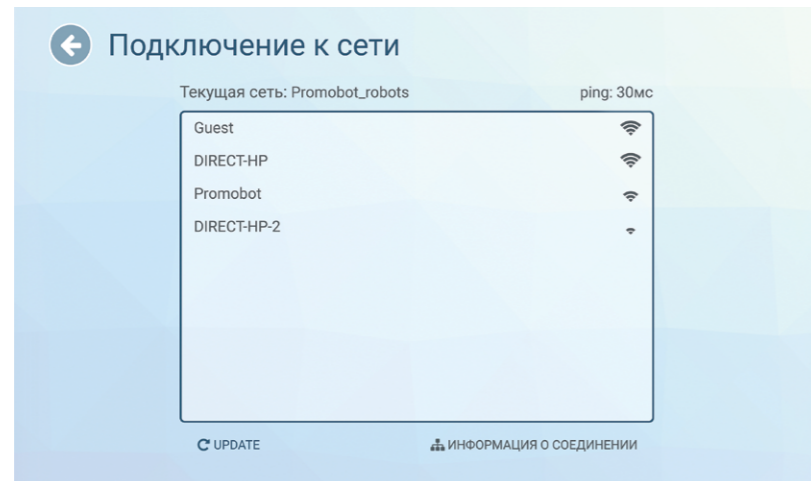 Подключение к сети
Текущая сеть: Promobot_robots ping: 30мс
Guest
DIRECT-HP
Promobot
DIRECT-HP-2
UPDATE ИНФОРМАЦИЯ О СОЕДИНЕНИИ